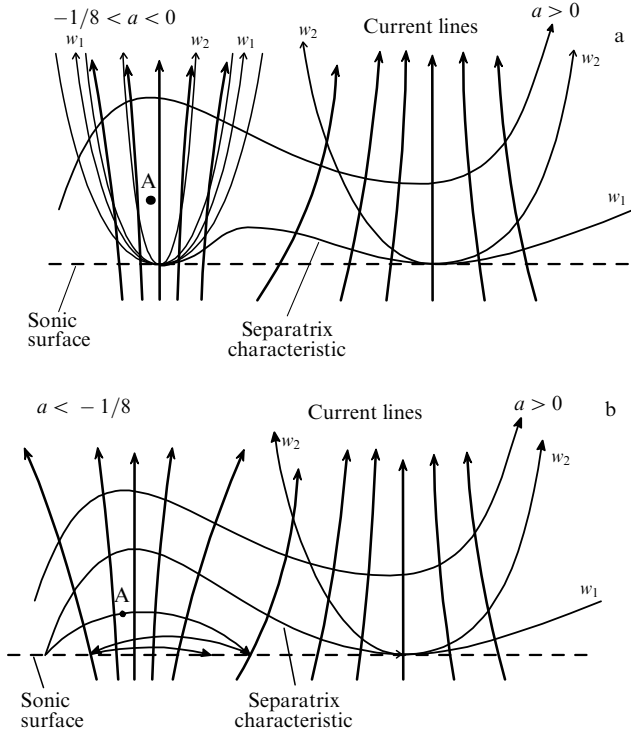 −1/8 < a < 0
Current lines
a > 0
a
w₁
w₂
w₁
w₂
w₂
A
w₁
Sonic
surface
Separatrix
characteristic
a < − 1/8
Current lines
a > 0
b
w₂
w₂
A
w₁
Sonic
surface
Separatrix
characteristic